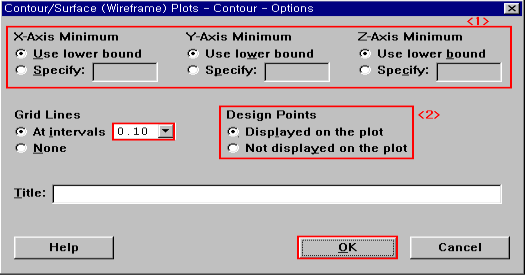 Contour/Surface (Wireframe) Plots - Contour - Options
<1>
X-Axis Minimum Y-Axis Minimum Z-Axis Minimum
Use lower bound Use lower bound Use lower bound
Specify: Specify: Specify:
Grid Lines Design Points <2>
At intervals 0.10 Displayed on the plot
None Not displayed on the plot
Title:
Help OK Cancel